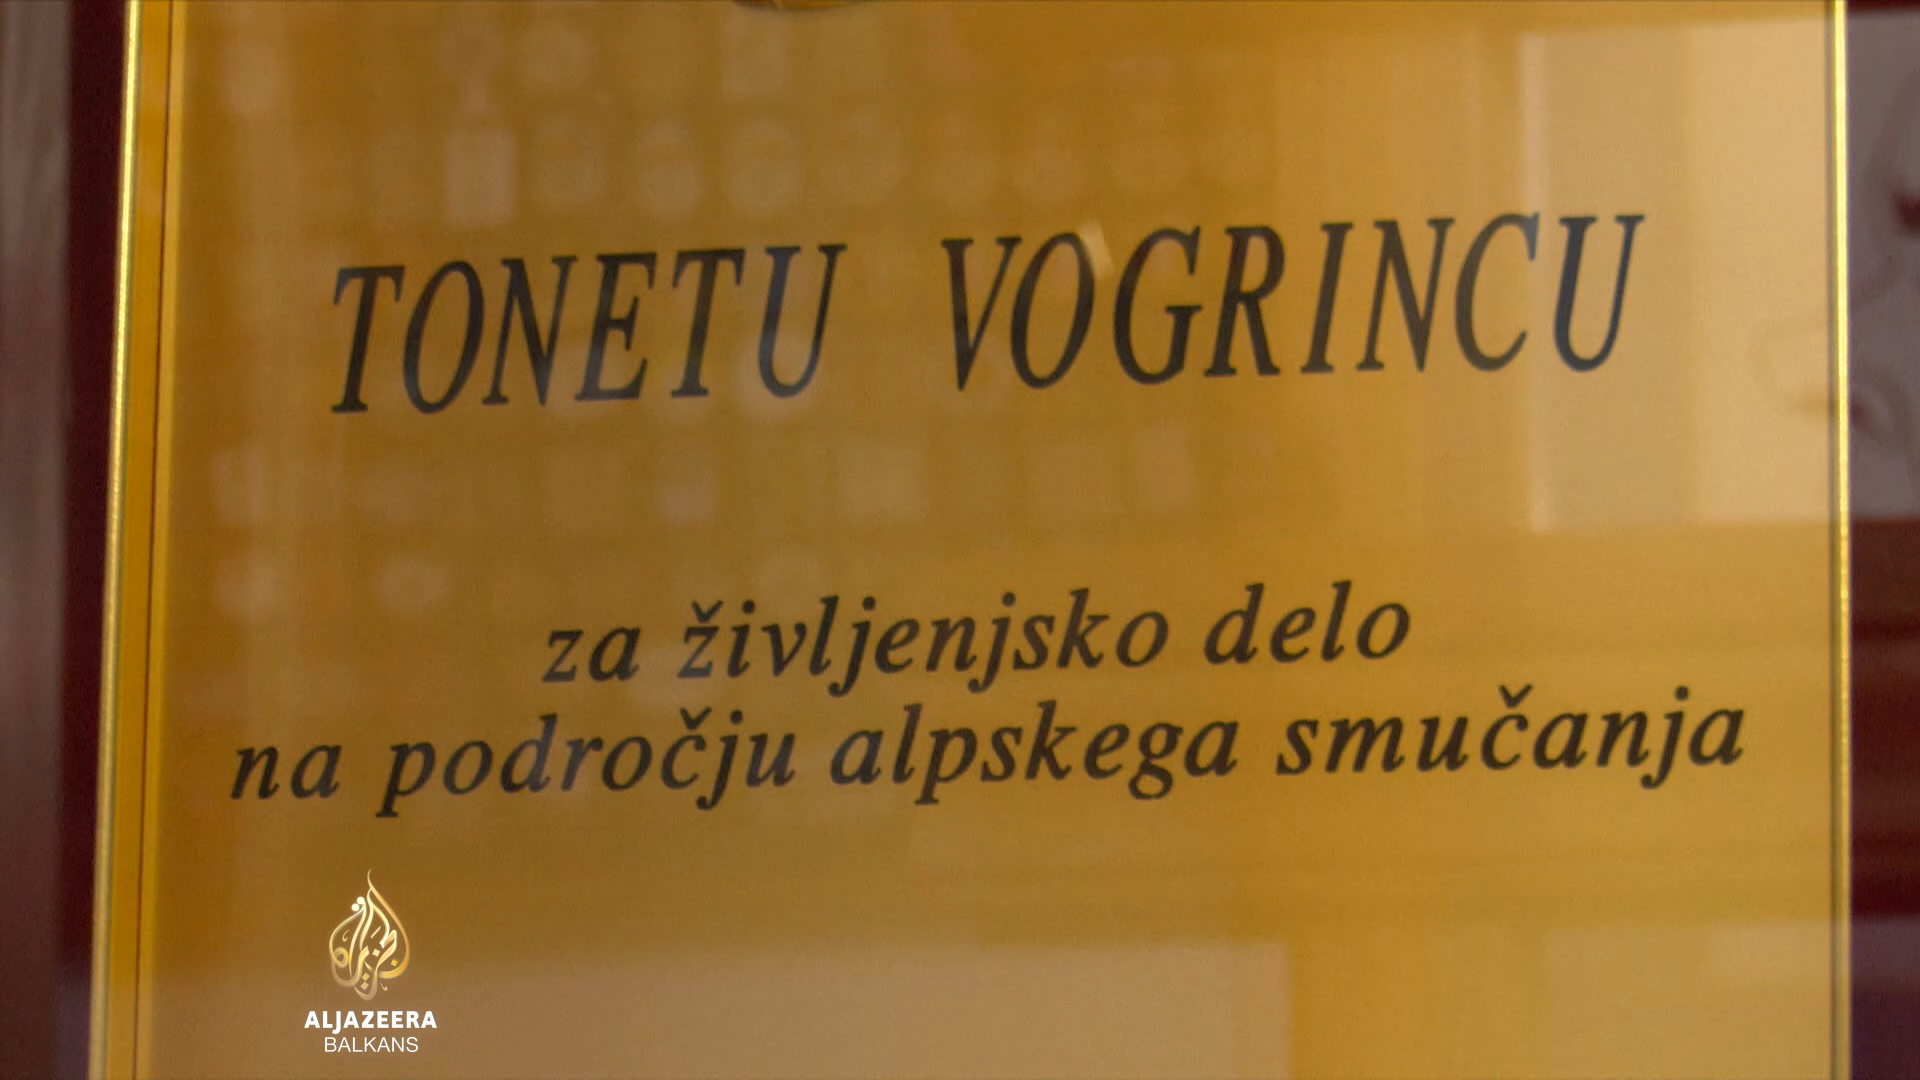 TONETU VOGRINCU
za življenjsko delo
na področju alpskega smučanja
ALJAZEERA
BALKANS